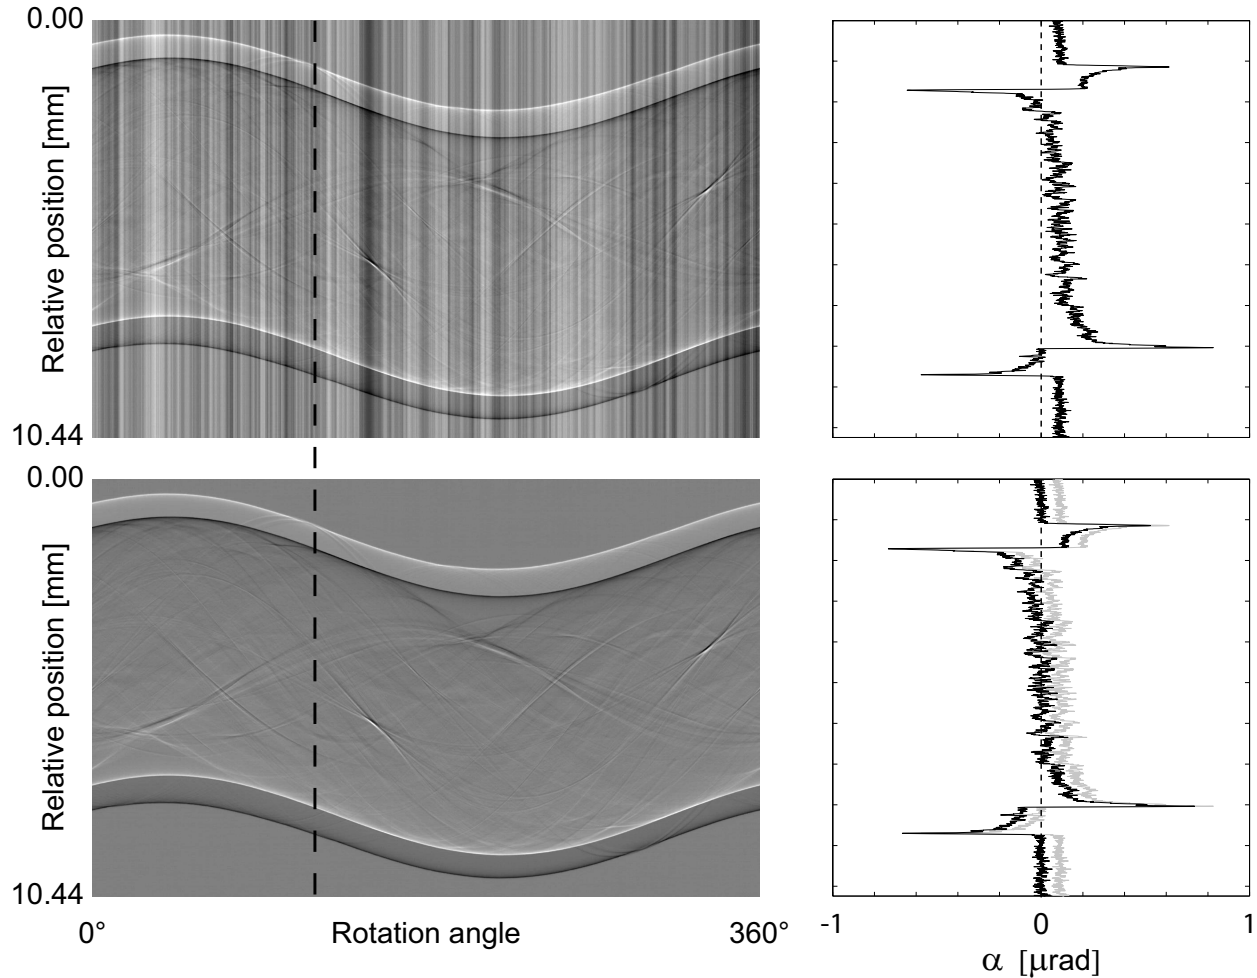 0.00
Relative position [mm]
10.44
0.00
Relative position [mm]
10.44
0° Rotation angle 360°
-1 0 1
α [μrad]